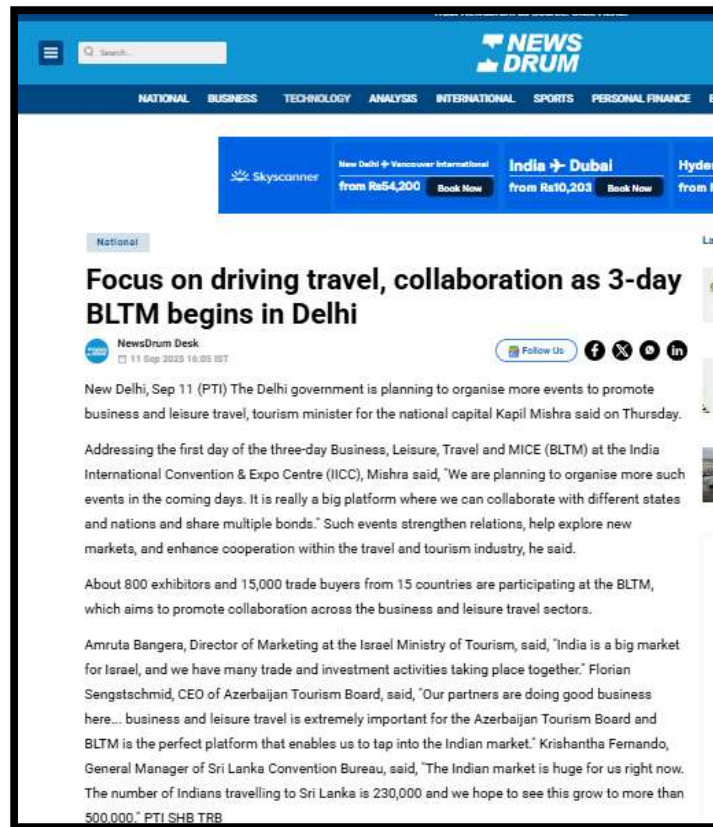 Search...
NEWS
DRUM
NATIONAL BUSINESS TECHNOLOGY ANALYSIS INTERNATIONAL SPORTS PERSONAL FINANCE
Skyscanner
New Delhi Vancouver International
from Rs54,200 Book Now
India Dubai
from Rs10,203 Book Now
from
National
Focus on driving travel, collaboration as 3-day
BLTM begins in Delhi
NewsDrum Desk
11 Sep 2025 16:05 IST
Follow Us
New Delhi, Sep 11 (PTI) The Delhi government is planning to organise more events to promote
business and leisure travel, tourism minister for the national capital Kapil Mishra said on Thursday.
Addressing the first day of the three-day Business, Leisure, Travel and MICE (BLTM) at the India
International Convention & Expo Centre (IICC), Mishra said, "We are planning to organise more such
events in the coming days. It is really a big platform where we can collaborate with different states
and nations and share multiple bonds." Such events strengthen relations, help explore new
markets, and enhance cooperation within the travel and tourism industry, he said.
About 800 exhibitors and 15,000 trade buyers from 15 countries are participating at the BLTM,
which aims to promote collaboration across the business and leisure travel sectors.
Amruta Bangera, Director of Marketing at the Israel Ministry of Tourism, said, "India is a big market
for Israel, and we have many trade and investment activities taking place together." Florian
Sengstschmid, CEO of Azerbaijan Tourism Board, said, "Our partners are doing good business
here... business and leisure travel is extremely important for the Azerbaijan Tourism Board and
BLTM is the perfect platform that enables us to tap into the Indian market." Krishantha Fernando,
General Manager of Sri Lanka Convention Bureau, said, "The Indian market is huge for us right now.
The number of Indians travelling to Sri Lanka is 230,000 and we hope to see this grow to more than
500,000." PTI SHB TRB